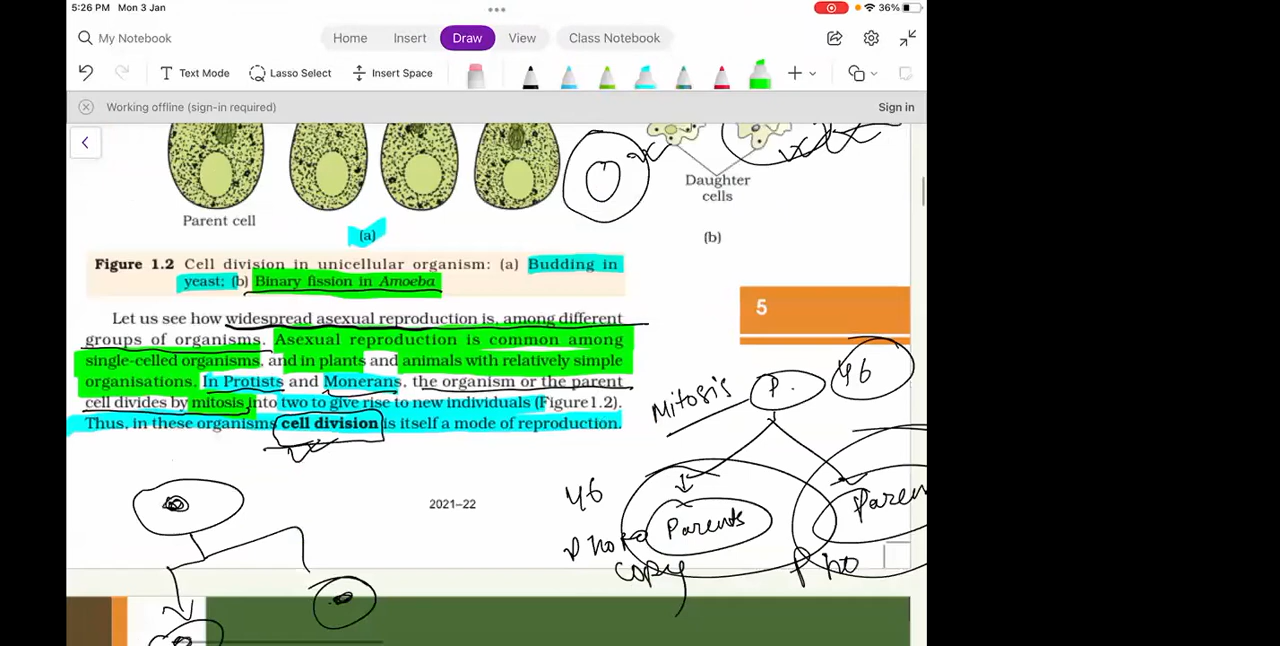 5:26 PM Mon 3 Jan
36%
My Notebook
Home Insert Draw View Class Notebook
Text Mode Lasso Select Insert Space
Working offline (sign-in required) Sign in
Daughter
cells
Parent cell
(a)
(b)
Figure 1.2 Cell division in unicellular organism: (a) Budding in
yeast; (b) Binary fission in Amoeba
5
Let us see how widespread asexual reproduction is, among different
groups of organisms. Asexual reproduction is common among
single-celled organisms, and in plants and animals with relatively simple
organisations. In Protists and Monerans, the organism or the parent
cell divides by mitosis into two to give rise to new individuals (Figure1.2).
Thus, in these organisms cell division is itself a mode of reproduction.
Mitosis P. 46
46 Parents Paren
Photo
copy
Pho
2021–22